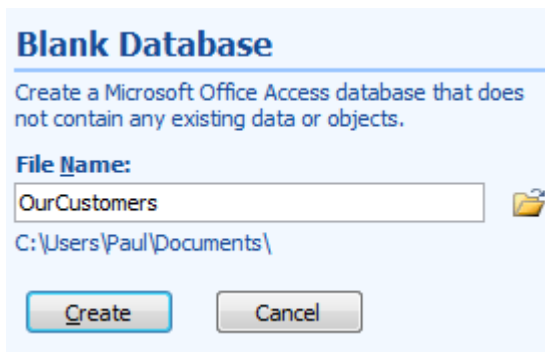 Blank Database
Create a Microsoft Office Access database that does
not contain any existing data or objects.
File Name:
OurCustomers
C:\Users\Paul\Documents\
Create
Cancel